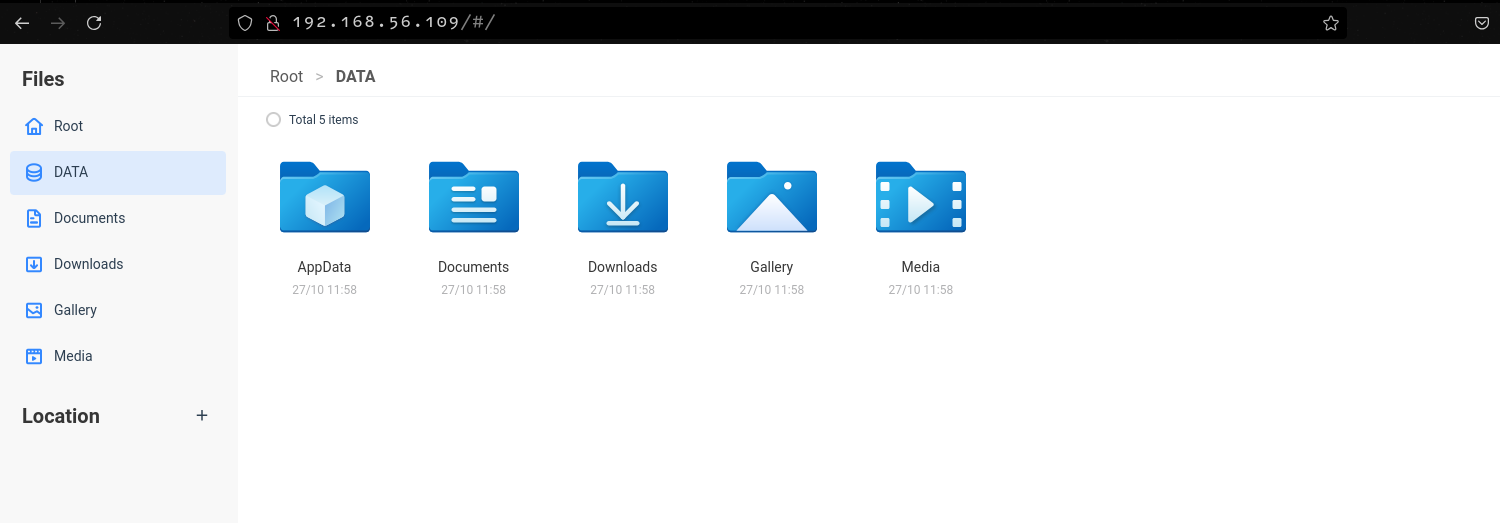 192.168.56.109/#/
Files
Root
DATA
Documents
Downloads
Gallery
Media
Location +
Root > DATA
Total 5 items
AppData Documents Downloads Gallery Media
27/10 11:58 27/10 11:58 27/10 11:58 27/10 11:58 27/10 11:58